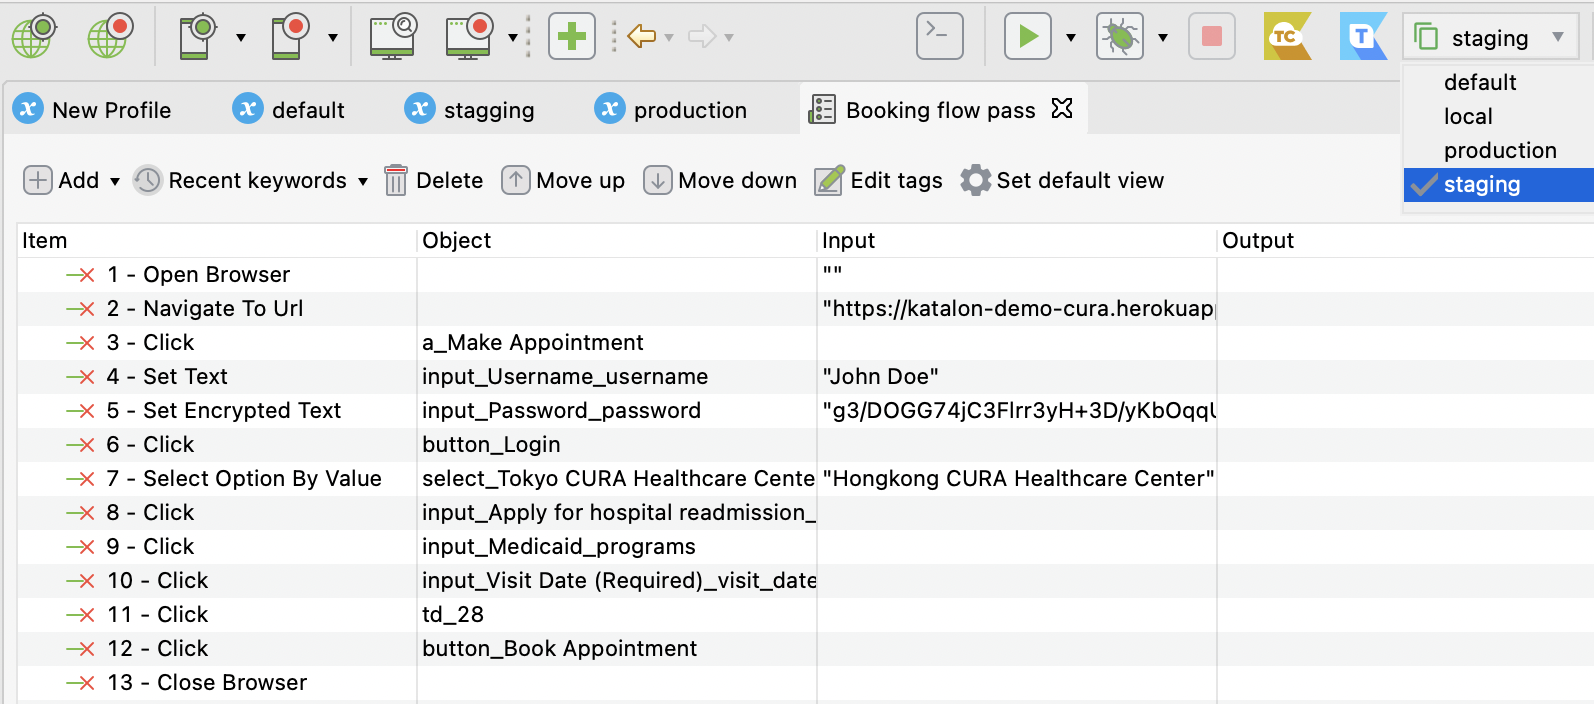 >_
TC
T
staging
default
local
production
staging
New Profile
default
stagging
production
Booking flow pass
Add
Recent keywords
Delete
Move up
Move down
Edit tags
Set default view
Item Object Input Output
1 - Open Browser ""
2 - Navigate To Url "https://katalon-demo-cura.herokuap
3 - Click a_Make Appointment
4 - Set Text input_Username_username "John Doe"
5 - Set Encrypted Text input_Password_password "g3/DOGG74jC3Flrr3yH+3D/yKbOqqU
6 - Click button_Login
7 - Select Option By Value select_Tokyo CURA Healthcare Cente "Hongkong CURA Healthcare Center"
8 - Click input_Apply for hospital readmission_
9 - Click input_Medicaid_programs
10 - Click input_Visit Date (Required)_visit_date
11 - Click td_28
12 - Click button_Book Appointment
13 - Close Browser